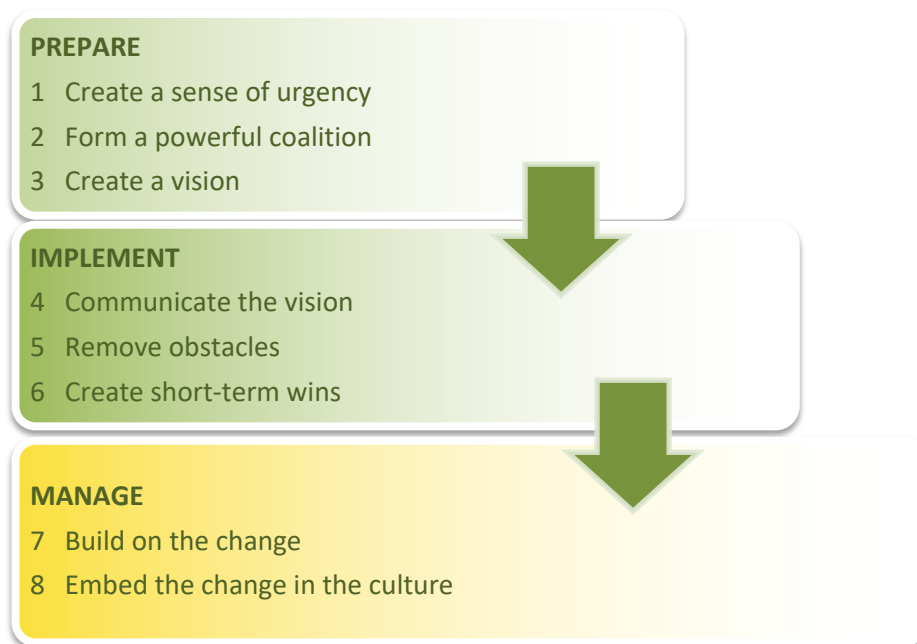 PREPARE
1 Create a sense of urgency
2 Form a powerful coalition
3 Create a vision
IMPLEMENT
4 Communicate the vision
5 Remove obstacles
6 Create short-term wins
MANAGE
7 Build on the change
8 Embed the change in the culture